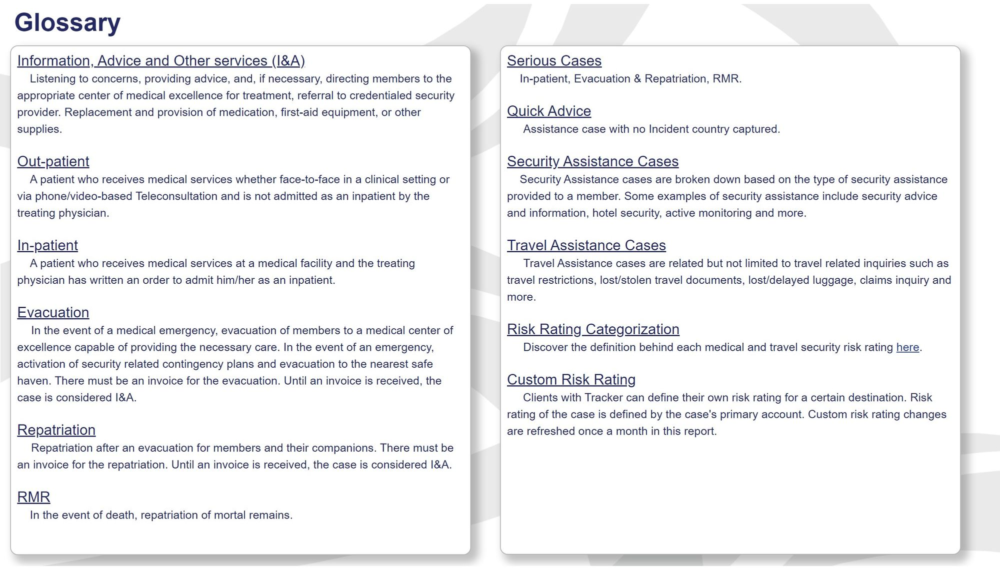 Glossary
Information, Advice and Other services (I&A)
Listening to concerns, providing advice, and, if necessary, directing members to the
appropriate center of medical excellence for treatment, referral to credentialed security
provider. Replacement and provision of medication, first-aid equipment, or other
supplies.
Out-patient
A patient who receives medical services whether face-to-face in a clinical setting or
via phone/video-based Teleconsultation and is not admitted as an inpatient by the
treating physician.
In-patient
A patient who receives medical services at a medical facility and the treating
physician has written an order to admit him/her as an inpatient.
Evacuation
In the event of a medical emergency, evacuation of members to a medical center of
excellence capable of providing the necessary care. In the event of an emergency,
activation of security related contingency plans and evacuation to the nearest safe
haven. There must be an invoice for the evacuation. Until an invoice is received, the
case is considered I&A.
Repatriation
Repatriation after an evacuation for members and their companions. There must be
an invoice for the repatriation. Until an invoice is received, the case is considered I&A.
RMR
In the event of death, repatriation of mortal remains.
Serious Cases
In-patient, Evacuation & Repatriation, RMR.
Quick Advice
Assistance case with no Incident country captured.
Security Assistance Cases
Security Assistance cases are broken down based on the type of security assistance
provided to a member. Some examples of security assistance include security advice
and information, hotel security, active monitoring and more.
Travel Assistance Cases
Travel Assistance cases are related but not limited to travel related inquiries such as
travel restrictions, lost/stolen travel documents, lost/delayed luggage, claims inquiry and
more.
Risk Rating Categorization
Discover the definition behind each medical and travel security risk rating here.
Custom Risk Rating
Clients with Tracker can define their own risk rating for a certain destination. Risk
rating of the case is defined by the case's primary account. Custom risk rating changes
are refreshed once a month in this report.